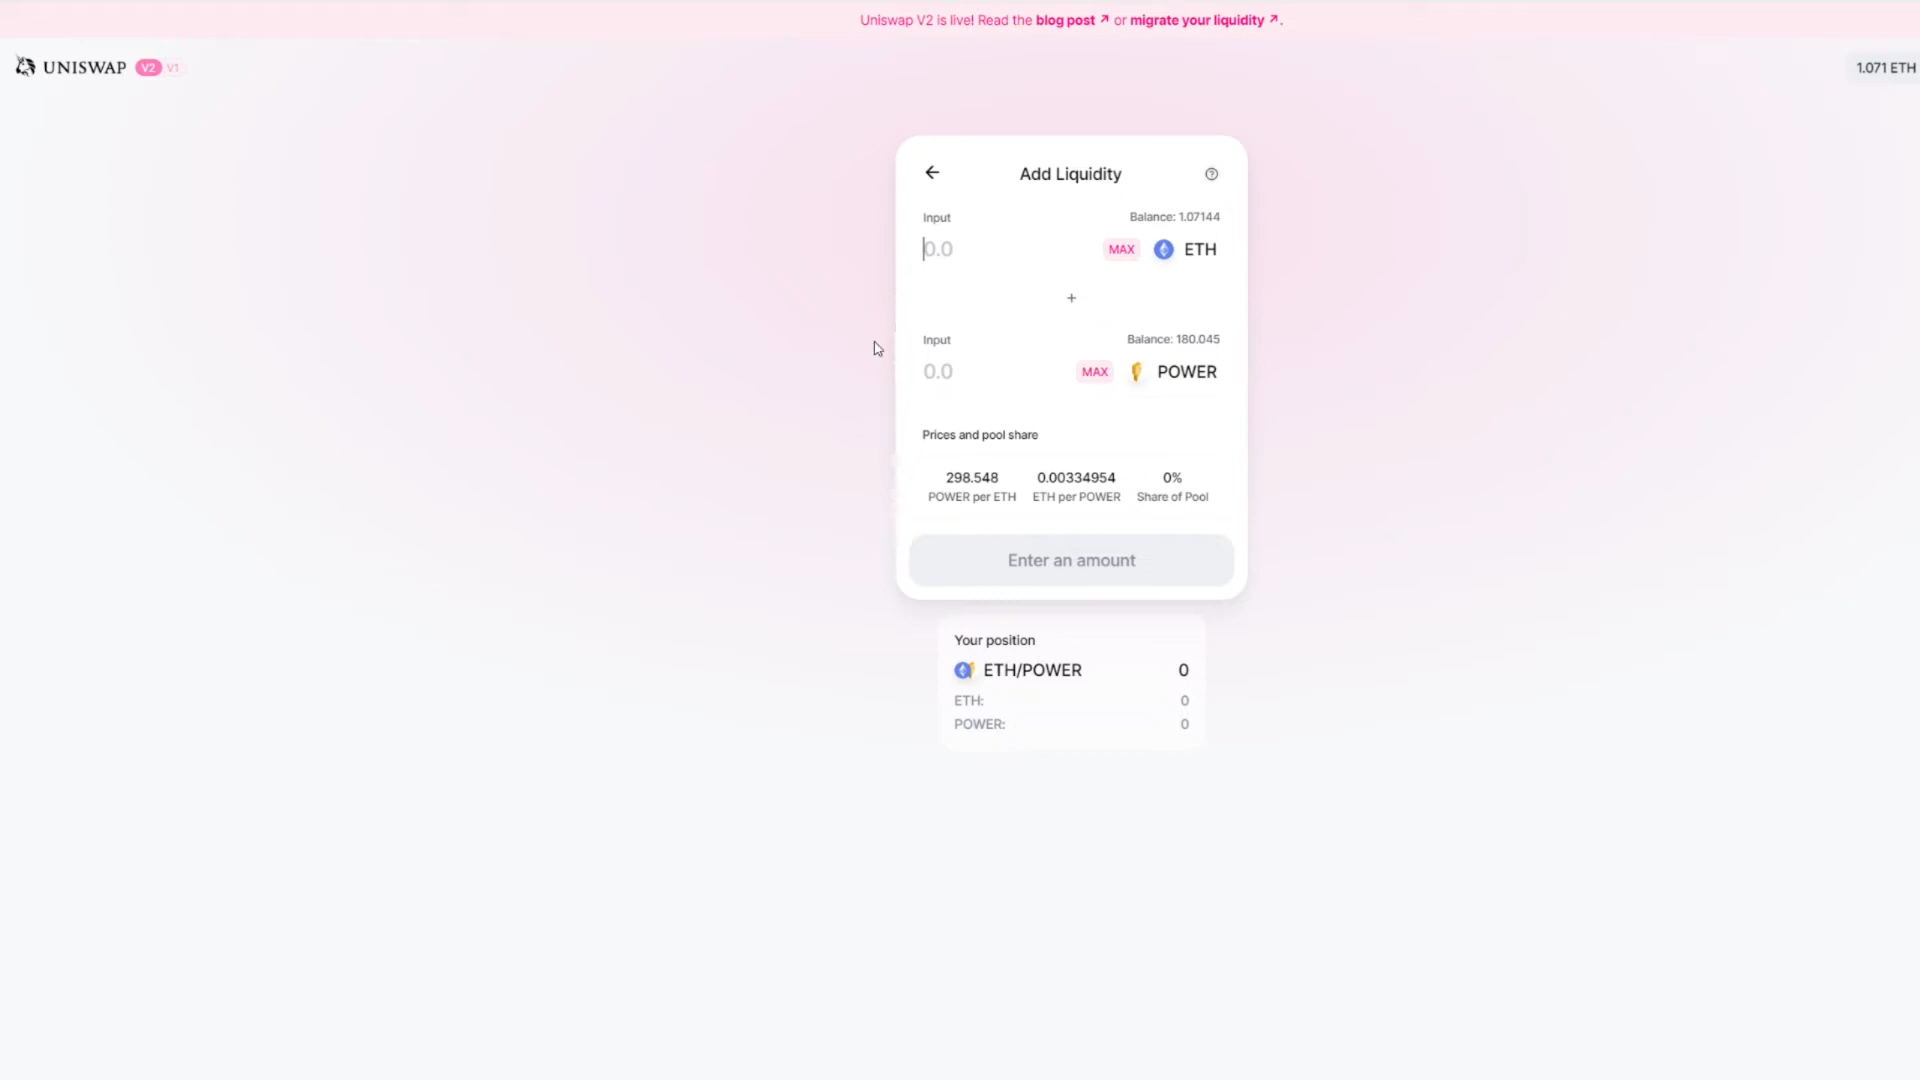 Uniswap V2 is live! Read the blog post ↗ or migrate your liquidity ↗.
UNISWAP V2 V1
1.071 ETH
Add Liquidity
Input Balance: 1.07144
0.0 MAX ETH
+
Input Balance: 180.045
0.0 MAX POWER
Prices and pool share
298.548 0.00334954 0%
POWER per ETH ETH per POWER Share of Pool
Enter an amount
Your position
ETH/POWER 0
ETH: 0
POWER: 0